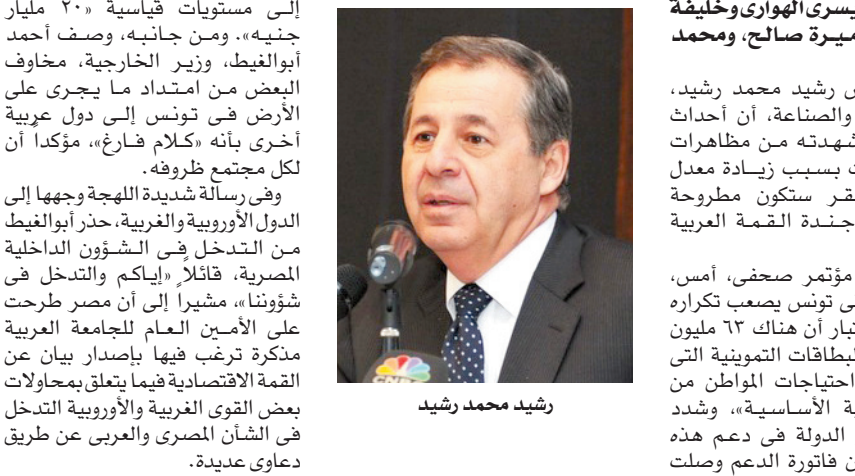 يسرى الهوارى وخليفة
ميرة صالح، ومحمد
س رشيد محمد رشيد،
والصناعة، أن أحداث
شهدته من مظاهرات
ت بسبب زيادة معدل
قر ستكون مطروحة
جندة القمة العربية
مؤتمر صحفى، أمس،
ى تونس يصعب تكراره
تبار أن هناك ٦٣ مليون
لبطاقات التموينية التى
احتياجات المواطن من
ة الأساسية»، وشدد
الدولة فى دعم هذه
ن فاتورة الدعم وصلت
رشيد محمد رشيد
إلى مستويات قياسية «٢٠ مليار
جنيه». ومن جانبه، وصف أحمد
أبوالغيط، وزير الخارجية، مخاوف
البعض من امتداد ما يجرى على
الأرض فى تونس إلى دول عربية
أخرى بأنه «كلام فارغ»، مؤكداً أن
لكل مجتمع ظروفه.
وفى رسالة شديدة اللهجة وجهها إلى
الدول الأوروبية والغربية، حذر أبوالغيط
من التدخل فى الشؤون الداخلية
المصرية، قائلاً «إياكم والتدخل فى
شؤوننا»، مشيراً إلى أن مصر طرحت
على الأمين العام للجامعة العربية
مذكرة ترغب فيها بإصدار بيان عن
القمة الاقتصادية فيما يتعلق بمحاولات
بعض القوى الغربية والأوروبية التدخل
فى الشأن المصرى والعربى عن طريق
دعاوى عديدة.